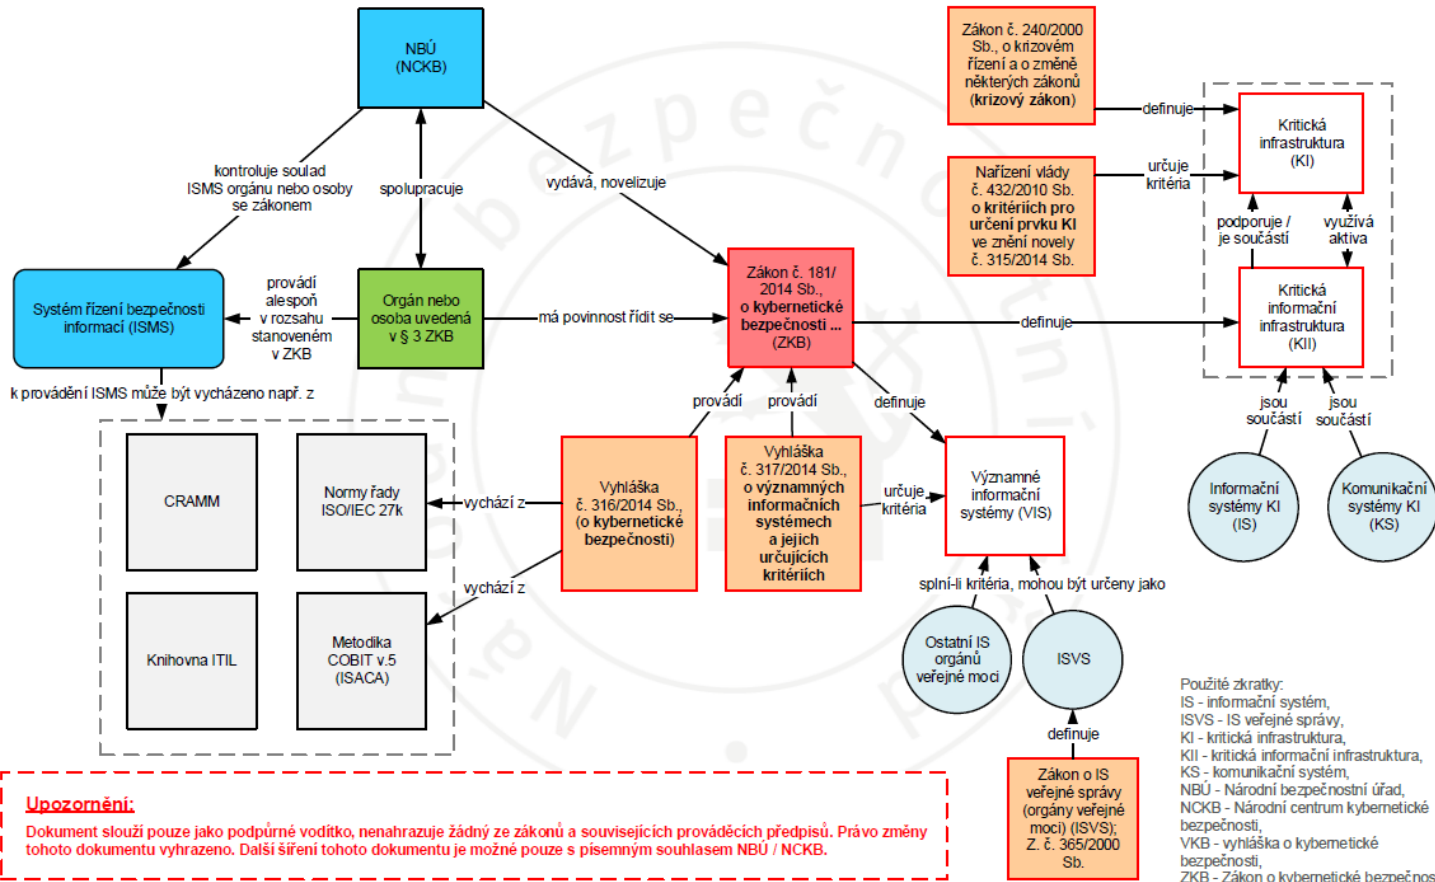 NBÚ
(NCKB)
Zákon č. 240/2000
Sb., o krizovém
řízení a o změně
některých zákonů
(krizový zákon)
definuje
Kritická
infrastruktura
(KI)
kontroluje soulad
ISMS orgánu nebo osoby
se zákonem
spolupracuje
vydává, novelizuje
Nařízení vlády
č. 432/2010 Sb.
o kritériích pro
určení prvku KI
ve znění novely
č. 315/2014 Sb.
určuje
kritéria
podporuje /
je součástí
využívá
aktiva
Systém řízení bezpečnosti
informací (ISMS)
provádí
alespoň
v rozsahu
stanoveném
v ZKB
Orgán nebo
osoba uvedená
v § 3 ZKB
má povinnost řídit se
Zákon č. 181/
2014 Sb.,
o kybernetické
bezpečnosti ...
(ZKB)
definuje
Kritická
informační
infrastruktura
(KII)
k provádění ISMS může být vycházeno např. z
provádí
provádí
definuje
jsou
součástí
jsou
součástí
CRAMM
Normy řady
ISO/IEC 27k
vychází z
Vyhláška
č. 316/2014 Sb.,
(o kybernetické
bezpečnosti)
Vyhláška
č. 317/2014 Sb.,
o významných
informačních
systémech
a jejich
určujících
kritériích
určuje
kritéria
Významné
informační
systémy (VIS)
Informační
systémy KI
(IS)
Komunikační
systémy KI
(KS)
vychází z
splní-li kritéria, mohou být určeny jako
Knihovna ITIL
Metodika
COBIT v.5
(ISACA)
Ostatní IS
orgánů
veřejné moci
ISVS
definuje
Zákon o IS
veřejné správy
(orgány veřejné
moci) (ISVS);
Z. č. 365/2000
Sb.
Použité zkratky:
IS - informační systém,
ISVS - IS veřejné správy,
KI - kritická infrastruktura,
KII - kritická informační infrastruktura,
KS - komunikační systém,
NBÚ - Národní bezpečnostní úřad,
NCKB - Národní centrum kybernetické
bezpečnosti,
VKB - vyhláška o kybernetické
bezpečnosti,
ZKB - Zákon o kybernetické
Upozornění:
Dokument slouží pouze jako podpůrné vodítko, nenahrazuje žádný ze zákonů a souvisejících prováděcích předpisů. Právo změny
tohoto dokumentu vyhrazeno. Další šíření tohoto dokumentu je možné pouze s písemným souhlasem NBÚ / NCKB.